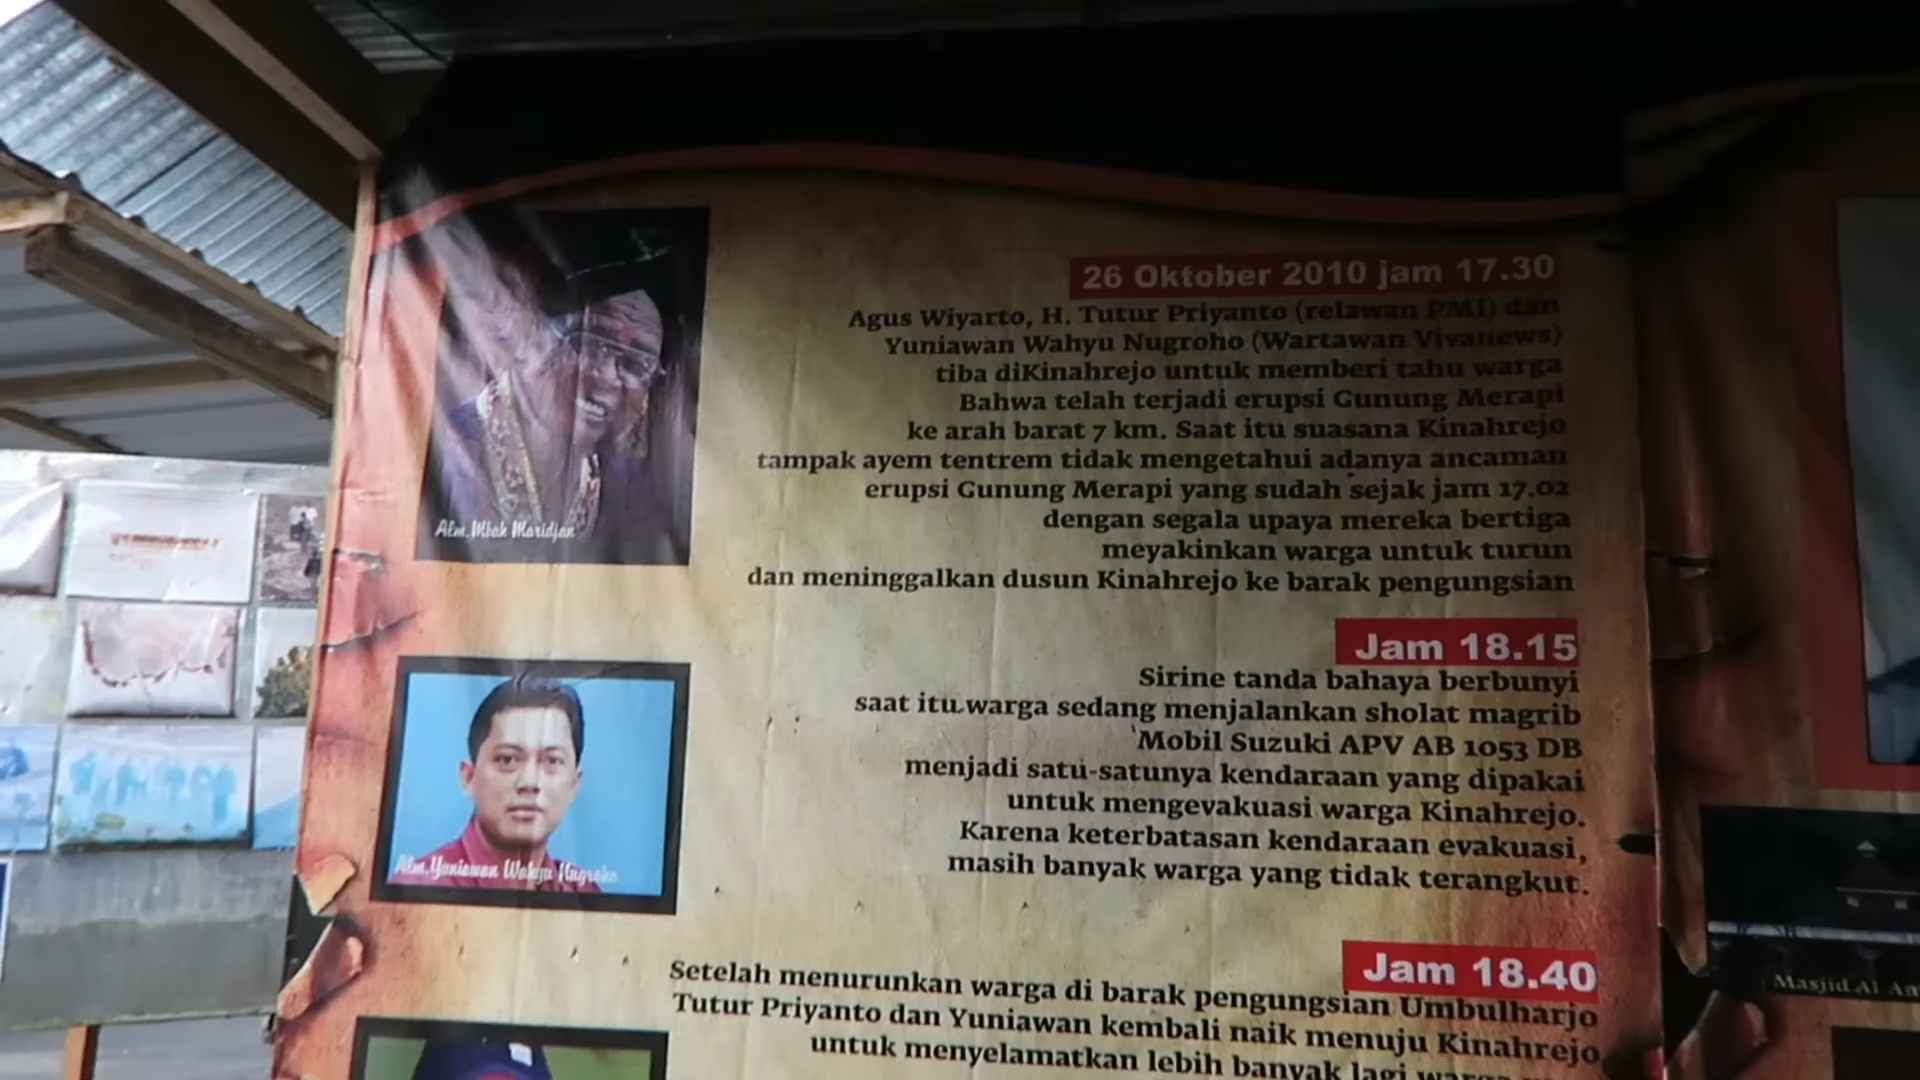 26 Oktober 2010 jam 17.30
Agus Wiyarto, H. Tutur Priyanto (relawan PMI) dan
Yuniawan Wahyu Nugroho (Wartawan Vivanews)
tiba diKinahrejo untuk memberi tahu warga
Bahwa telah terjadi erupsi Gunung Merapi
ke arah barat 7 km. Saat itu suasana Kinahrejo
tampak ayem tentrem tidak mengetahui adanya ancaman
erupsi Gunung Merapi yang sudah sejak jam 17.02
dengan segala upaya mereka bertiga
meyakinkan warga untuk turun
dan meninggalkan dusun Kinahrejo ke barak pengungsian
Alm. Mbah Maridjan
Jam 18.15
Sirine tanda bahaya berbunyi
saat itu warga sedang menjalankan sholat magrib
Mobil Suzuki APV AB 1053 DB
menjadi satu-satunya kendaraan yang dipakai
untuk mengevakuasi warga Kinahrejo.
Karena keterbatasan kendaraan evakuasi,
masih banyak warga yang tidak terangkut.
Alm. Yuniawan Wahyu Nugroho
Jam 18.40
Setelah menurunkan warga di barak pengungsian Umbulharjo
Tutur Priyanto dan Yuniawan kembali naik menuju Kinahrejo
untuk menyelamatkan lebih banyak lagi warga
Masjid Al